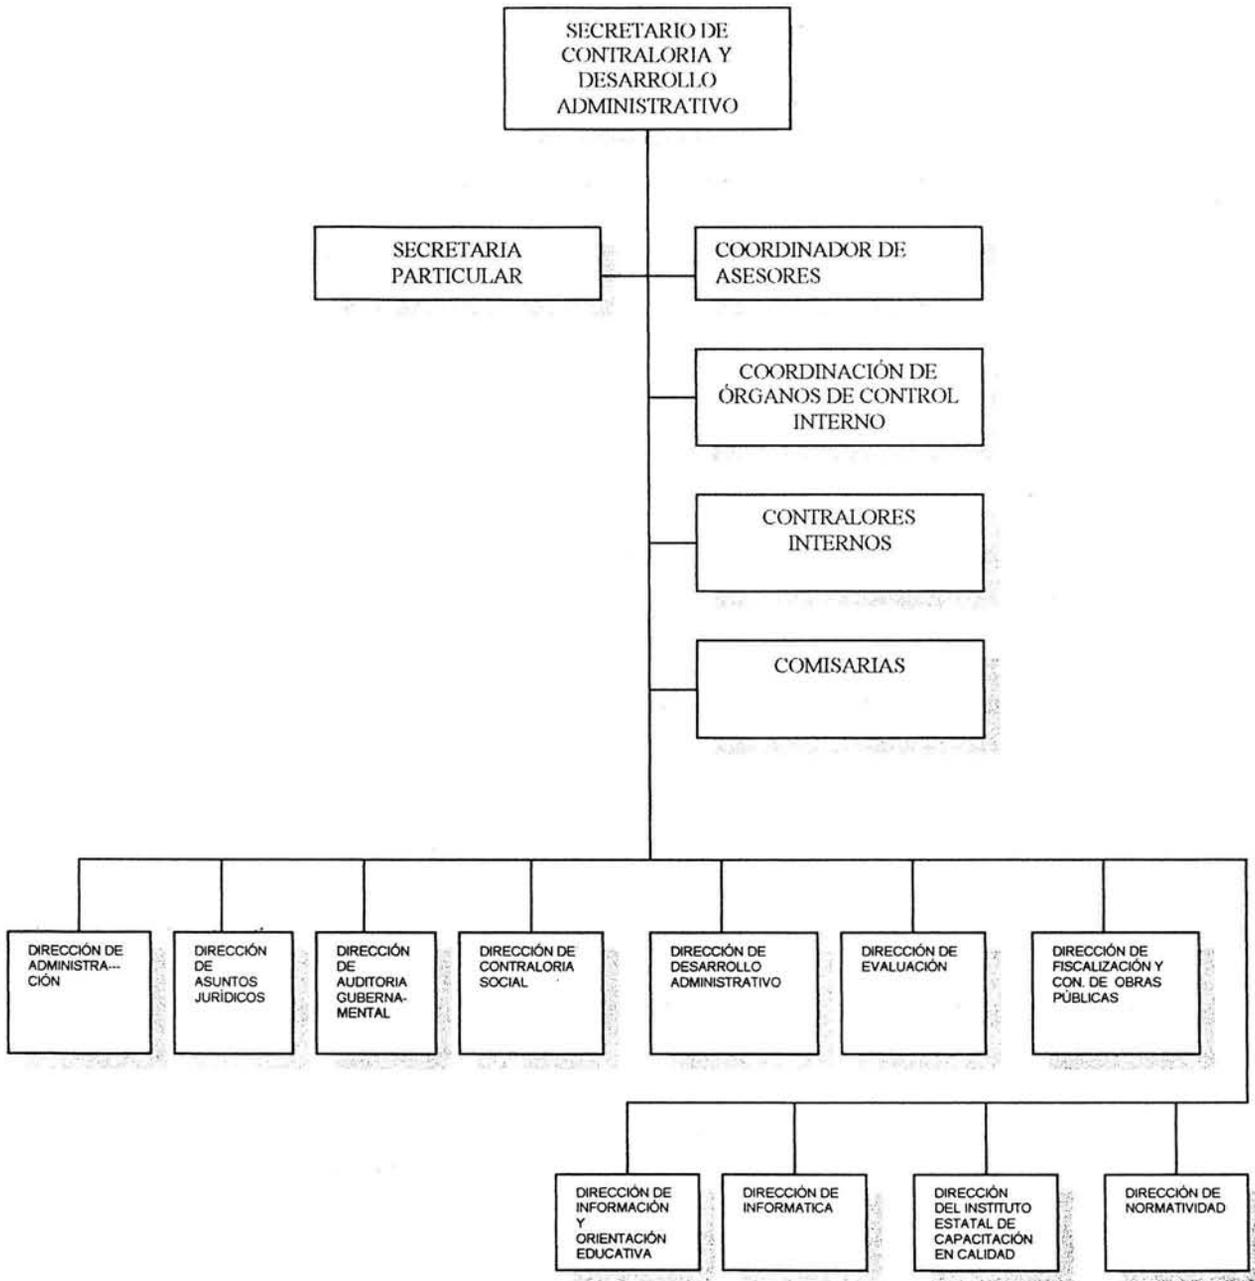 SECRETARIO DE
CONTRALORIA Y
DESARROLLO
ADMINISTRATIVO
SECRETARIA
PARTICULAR
COORDINADOR DE
ASESORES
COORDINACIÓN DE
ÓRGANOS DE CONTROL
INTERNO
CONTRALORES
INTERNOS
COMISARIAS
DIRECCIÓN DE
ADMINISTRA---
CIÓN
DIRECCIÓN
DE
ASUNTOS
JURÍDICOS
DIRECCIÓN
DE
AUDITORIA
GUBERNA-
MENTAL
DIRECCIÓN DE
CONTRALORIA
SOCIAL
DIRECCIÓN DE
DESARROLLO
ADMINISTRATIVO
DIRECCIÓN DE
EVALUACIÓN
DIRECCIÓN DE
FISCALIZACIÓN Y
CON. DE OBRAS
PÚBLICAS
DIRECCIÓN DE
INFORMACIÓN
Y
ORIENTACIÓN
EDUCATIVA
DIRECCIÓN DE
INFORMATICA
DIRECCIÓN
DEL INSTITUTO
ESTATAL DE
CAPACITACIÓN
EN CALIDAD
DIRECCIÓN DE
NORMATIVIDAD